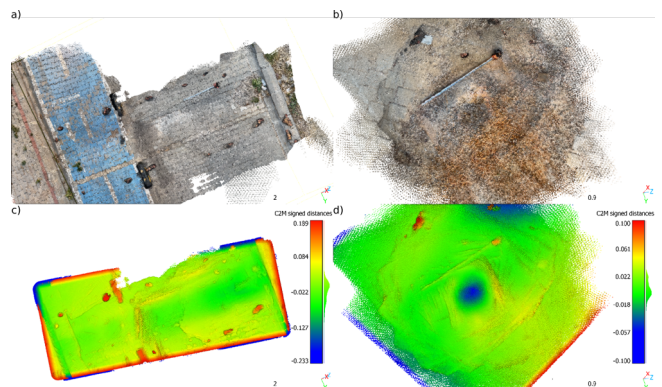 a)
b)
2
X
Z
Y
0.9
X
Z
Y
c)
C2M signed distances
0.189
0.084
-0.022
-0.127
-0.233
2
X
Z
Y
d)
C2M signed distances
0.100
0.061
0.022
-0.018
-0.057
-0.100
0.9
X
Z
Y